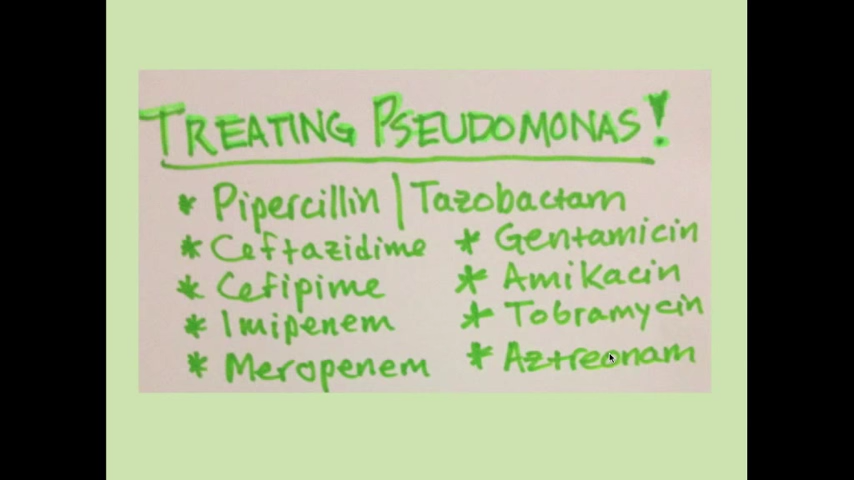 TREATING PSEUDOMONAS!
* Pipercillin | Tazobactam
* Ceftazidime
* Cefipime
* Imipenem
* Meropenem
* Gentamicin
* Amikacin
* Tobramycin
* Aztreonam